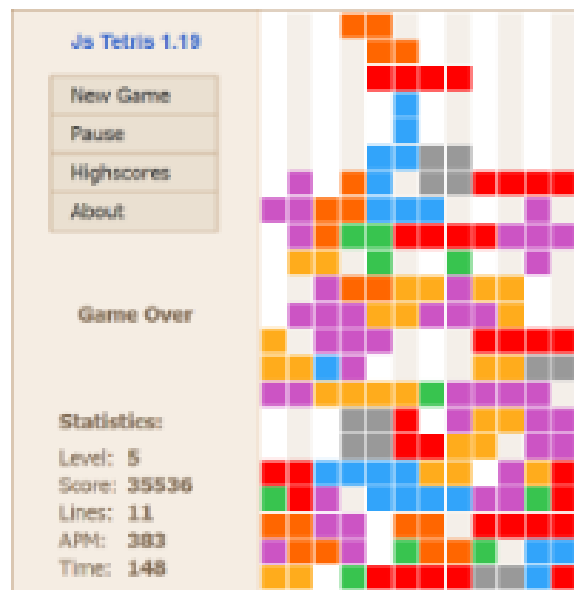 Js Tetris 1.19
New Game
Pause
Highscores
About
Game Over
Statistics:
Level: 5
Score: 35536
Lines: 11
APM: 383
Time: 148